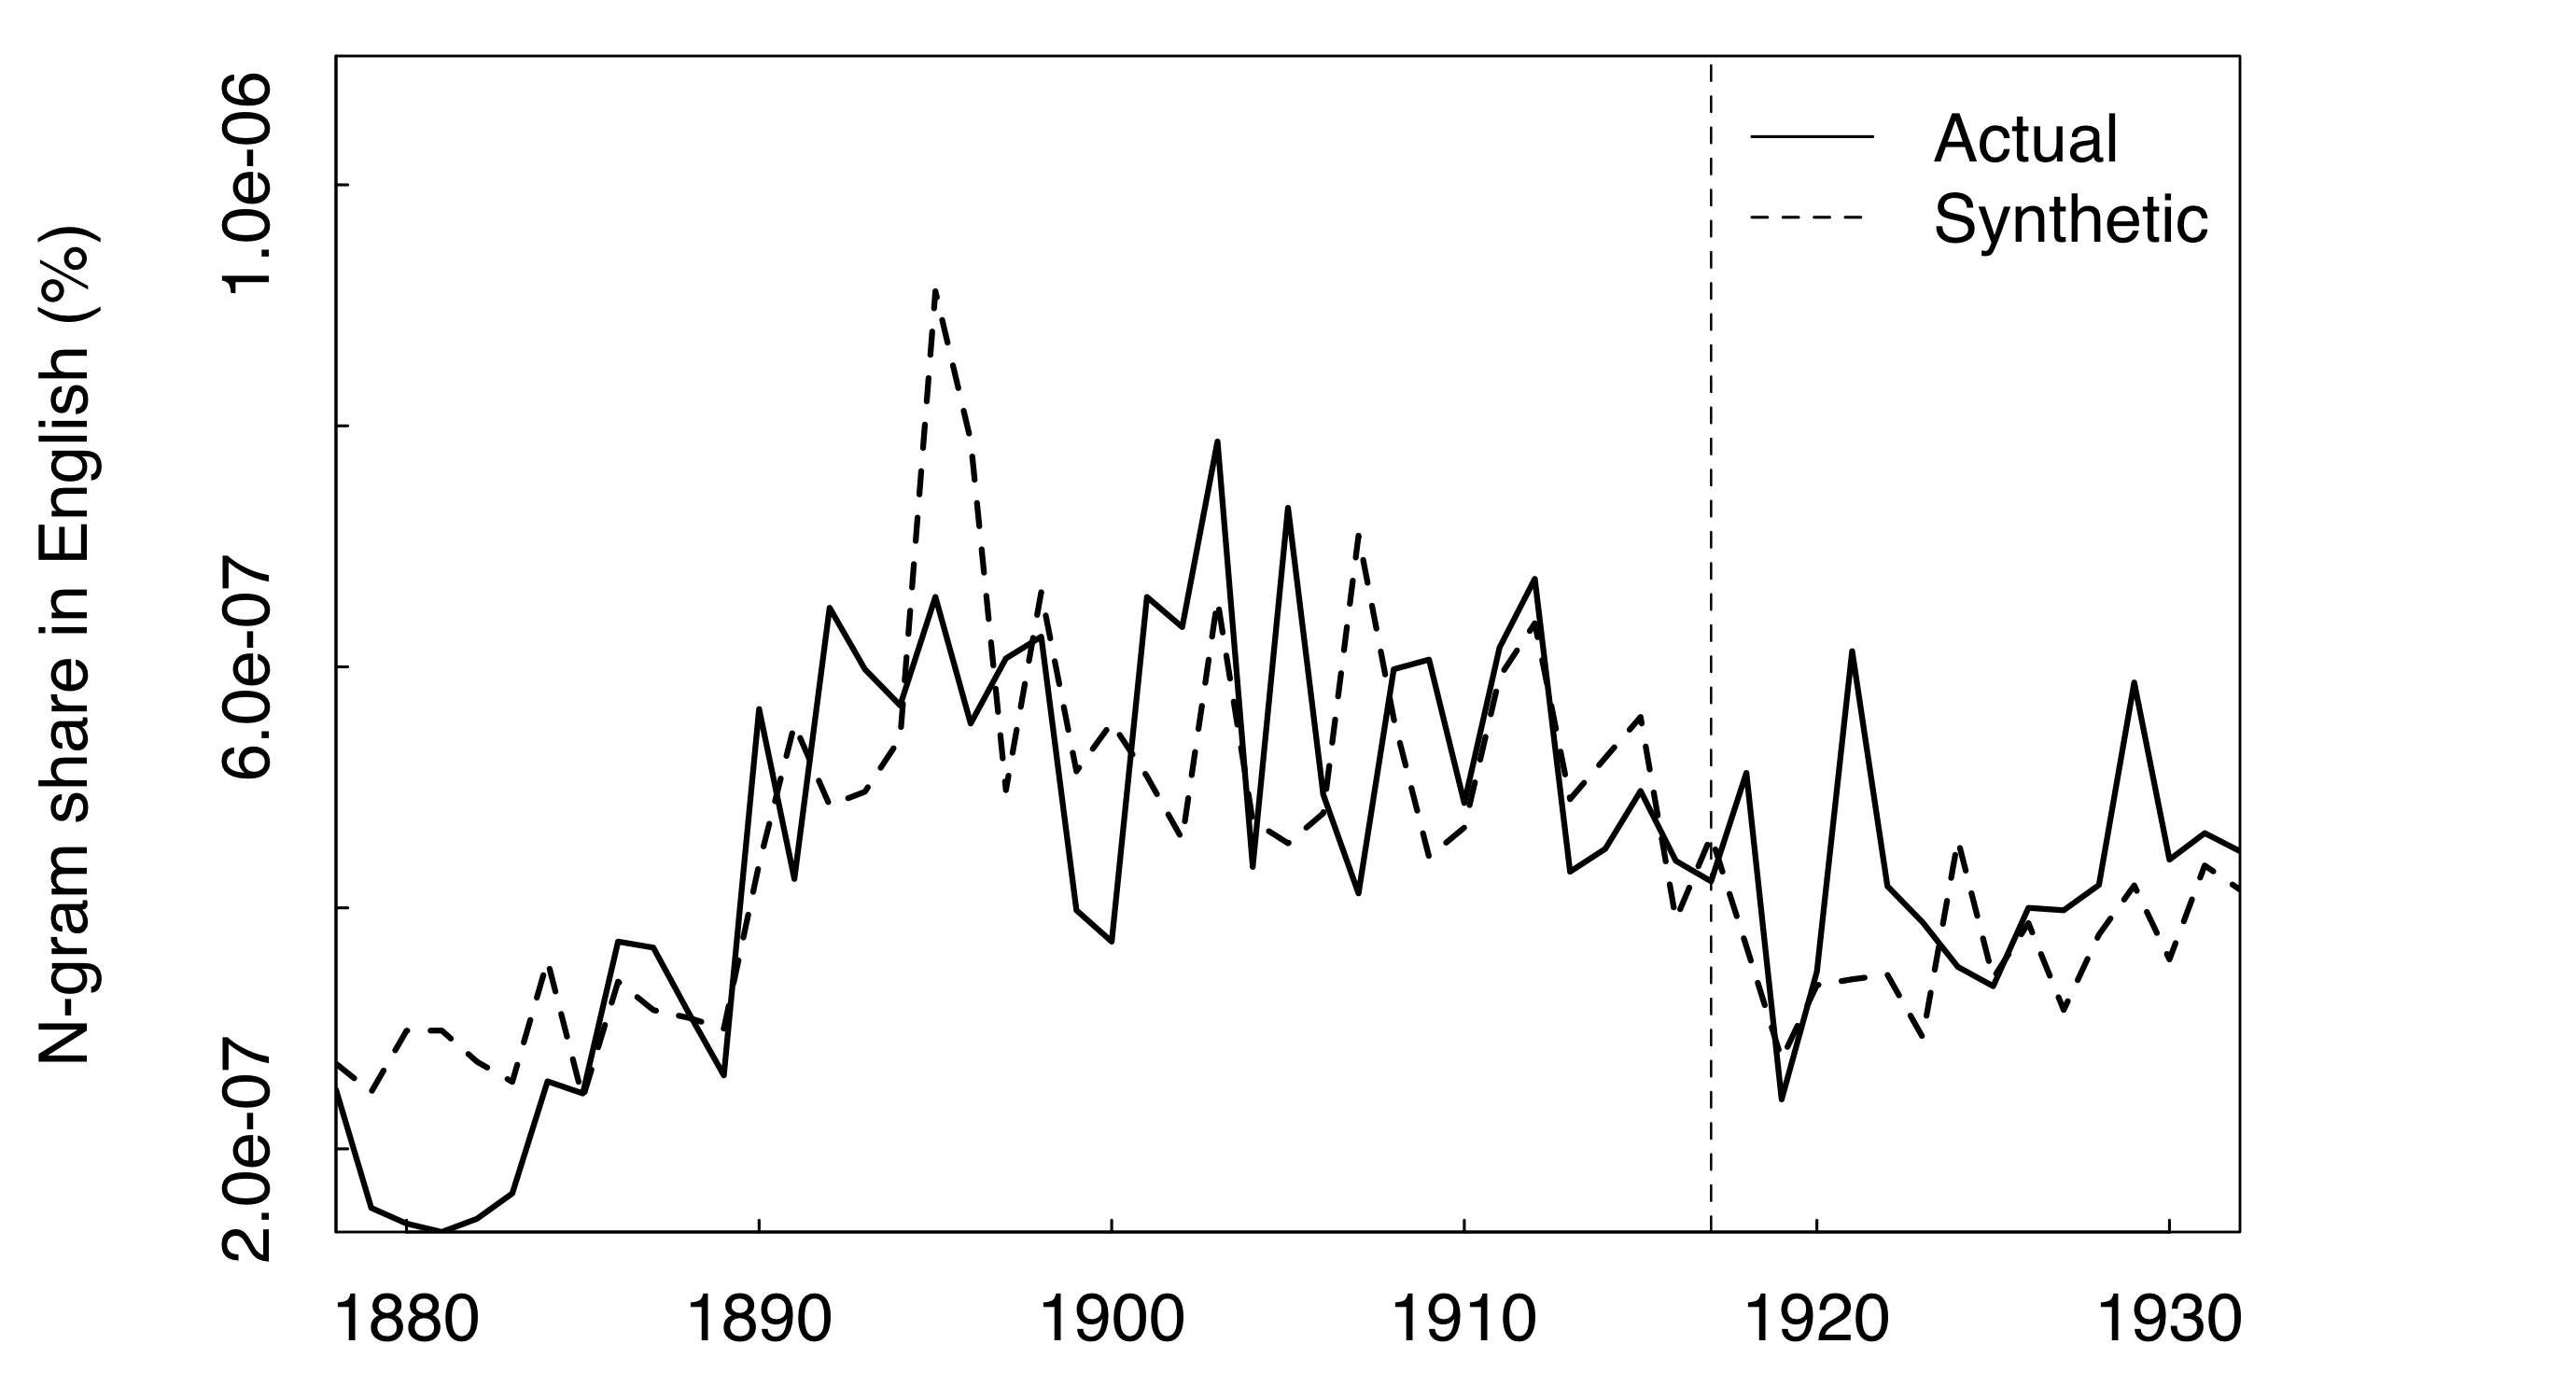 N-gram share in English (%)
1.0e-06
6.0e-07
2.0e-07
Actual
Synthetic
1880 1890 1900 1910 1920 1930